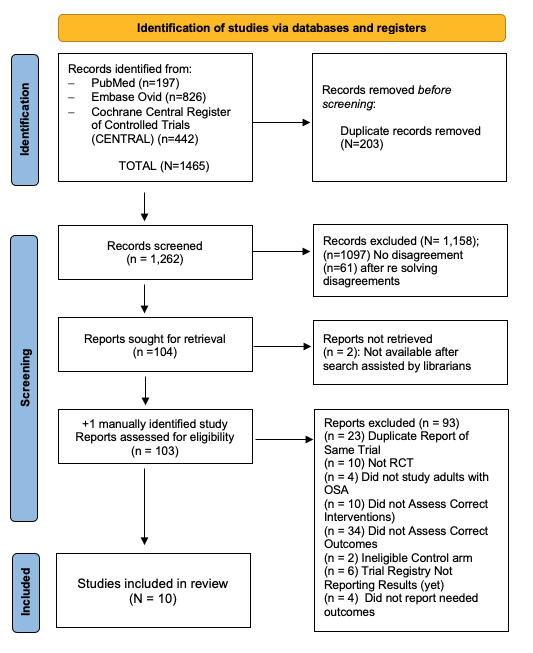 Identification of studies via databases and registers
Identification
Records identified from:
– PubMed (n=197)
– Embase Ovid (n=826)
– Cochrane Central Register
of Controlled Trials
(CENTRAL) (n=442)
TOTAL (N=1465)
Records removed before
screening:
Duplicate records removed
(N=203)
Screening
Records screened
(n = 1,262)
Records excluded (N= 1,158);
(n=1097) No disagreement
(n=61) after re solving
disagreements
Reports sought for retrieval
(n =104)
Reports not retrieved
(n = 2): Not available after
search assisted by librarians
+1 manually identified study
Reports assessed for eligibility
(n = 103)
Reports excluded (n = 93)
(n = 23) Duplicate Report of
Same Trial
(n = 10) Not RCT
(n = 4) Did not study adults with
OSA
(n = 10) Did not Assess Correct
Interventions)
(n = 34) Did not Assess Correct
Outcomes
(n = 2) Ineligible Control arm
(n = 6) Trial Registry Not
Reporting Results (yet)
(n = 4) Did not report needed
outcomes
Included
Studies included in review
(N = 10)